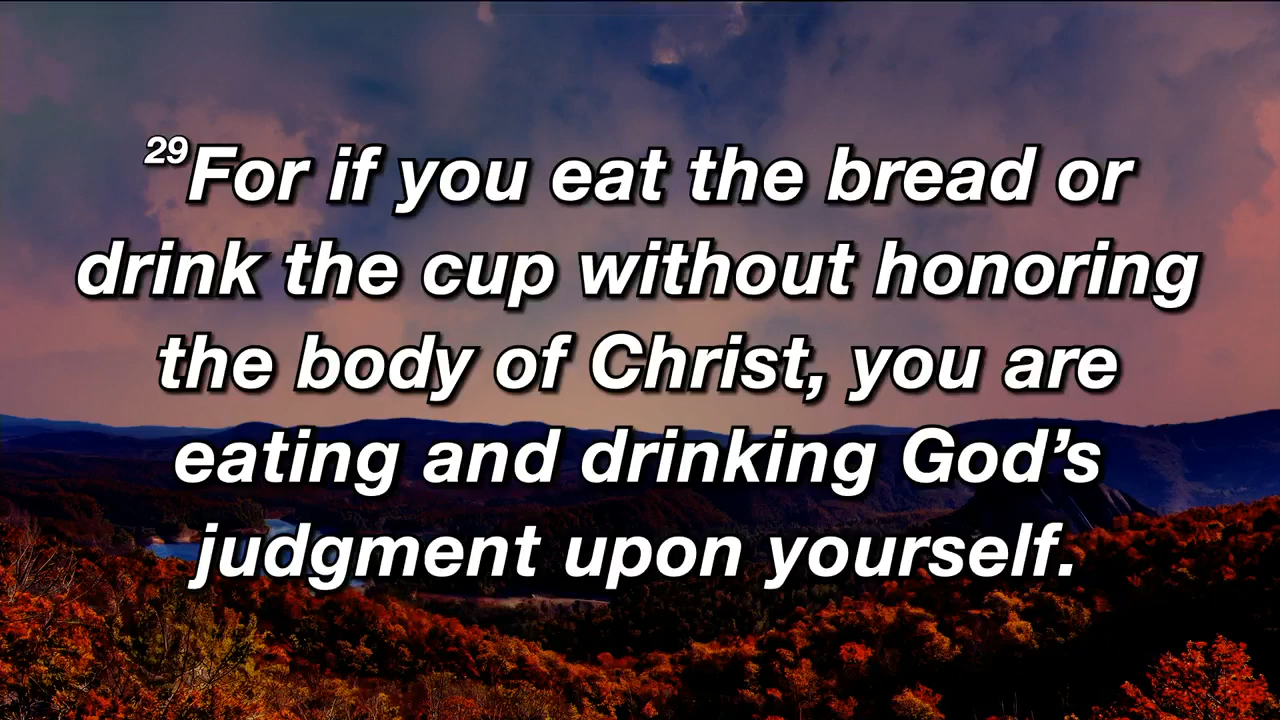 29For if you eat the bread or
drink the cup without honoring
the body of Christ, you are
eating and drinking God’s
judgment upon yourself.